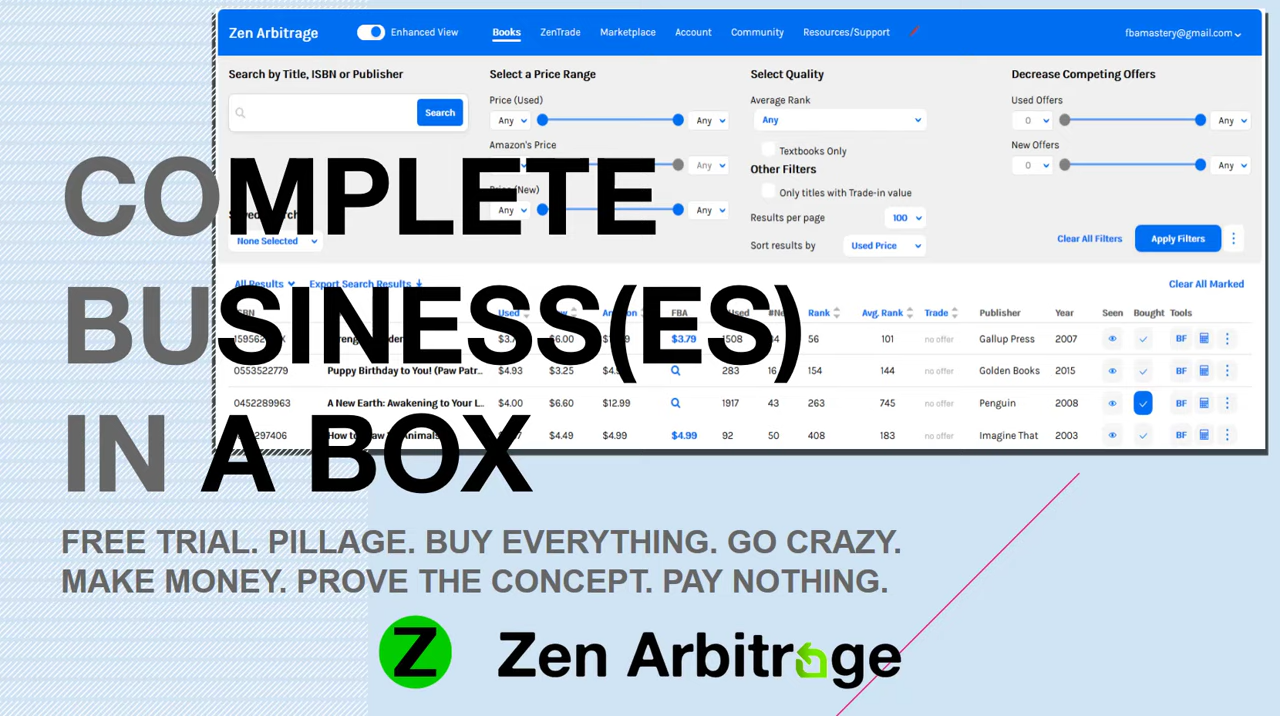 Zen Arbitrage Enhanced View Books ZenTrade Marketplace Account Community Resources/Support fbamastery@gmail.com
Search by Title, ISBN or Publisher Select a Price Range Select Quality Decrease Competing Offers
Price (Used) Average Rank Used Offers
Search Any Any Any 0 Any
Amazon's Price Textbooks Only New Offers
Any Other Filters 0 Any
Price (New) Only titles with Trade-in value
Any Any Results per page 100
None Selected Sort results by Used Price Clear All Filters Apply Filters
COMPLETE
All Results Export Search Results Clear All Marked
ISBN Used FBA Used Rank Avg. Rank Trade Publisher Year Seen Bought Tools
$3.79 1508 56 101 no offer Gallup Press 2007 BF
0553522779 Puppy Birthday to You! (Paw Patr... $4.93 $3.25 283 154 144 no offer Golden Books 2015 BF
BUSINESS(ES)
0452289963 A New Earth: Awakening to Your L... $4.00 $6.60 $12.99 1917 43 263 745 no offer Penguin 2008 BF
$4.49 $4.99 $4.99 92 50 408 183 no offer Imagine That 2003 BF
IN A BOX
FREE TRIAL. PILLAGE. BUY EVERYTHING. GO CRAZY.
MAKE MONEY. PROVE THE CONCEPT. PAY NOTHING.
Z Zen Arbitrage